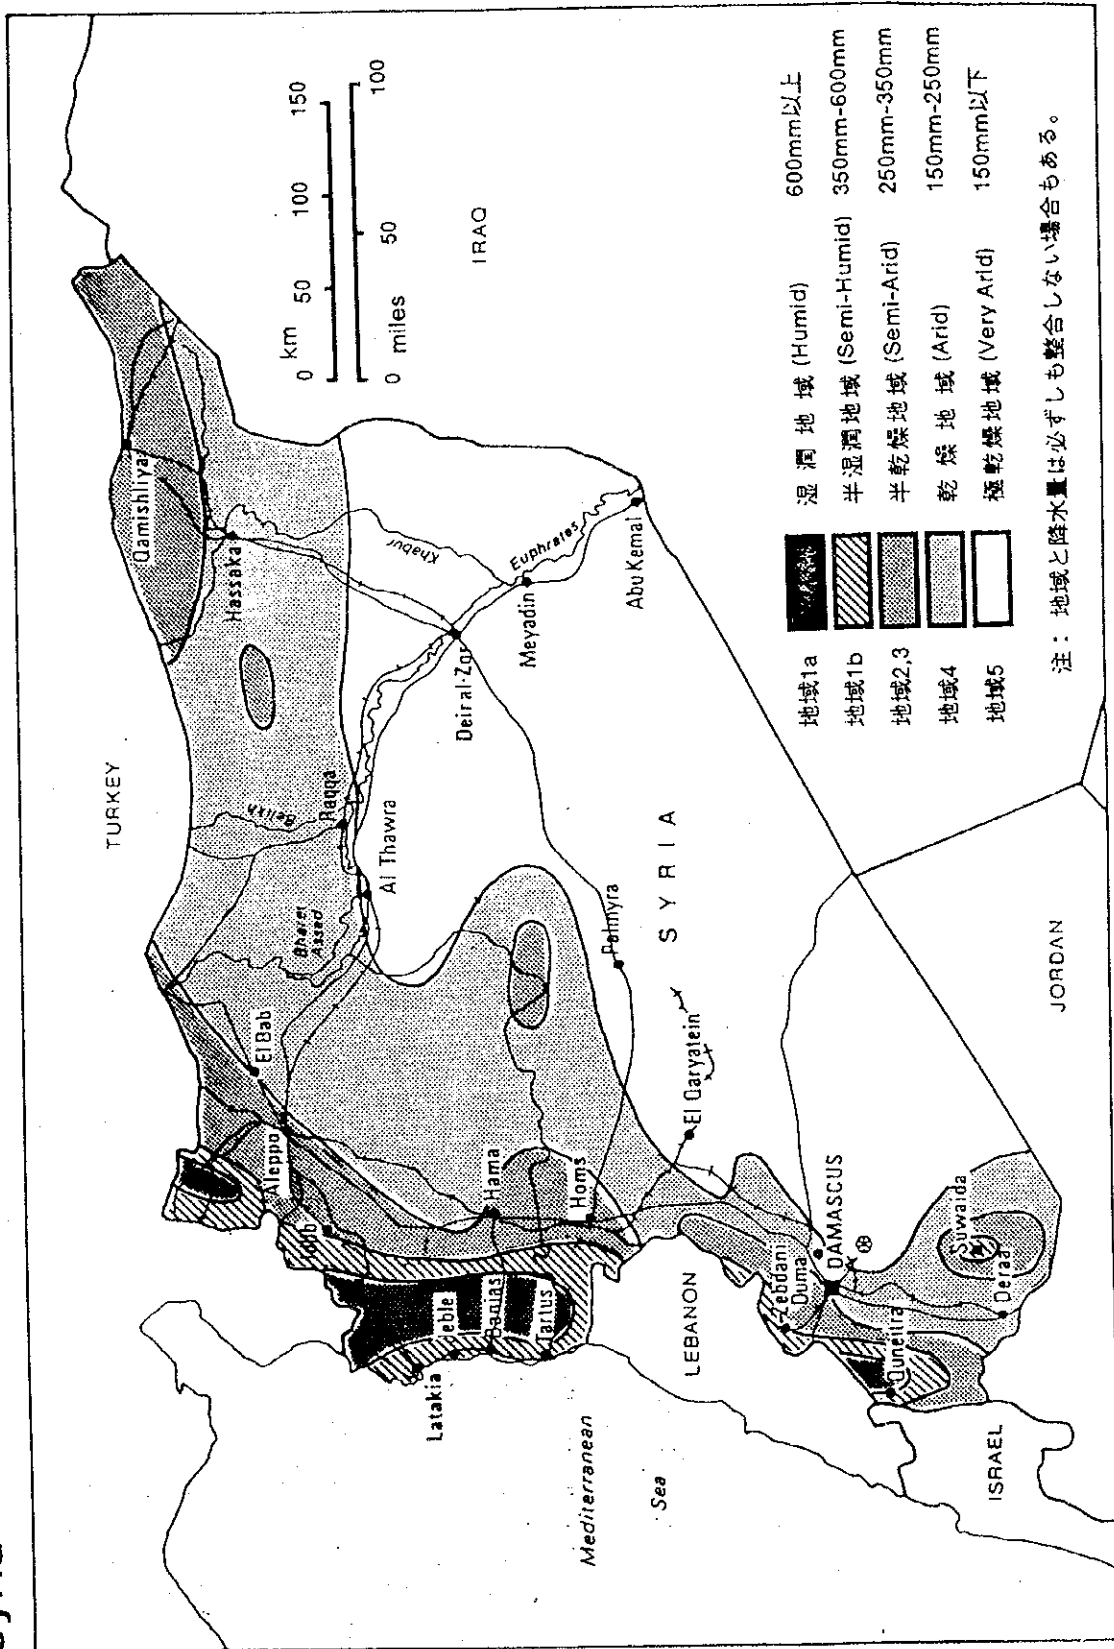 TURKEY
Qamishliya
Hassaka
Aleppo
El Bab
Idlib
Bhairet
Assad
Belikh
Raqqa
Al Thawra
Khabur
Latakia
Jeble
Banias
Tartus
Hama
Homs
Deir al-Zor
Euphrates
Meyadin
Abu Kemal
Palmyra
SYRIA
El Qaryatein
Mediterranean
Sea
LEBANON
Zebdani
Duma
DAMASCUS
Quneitra
Suwaida
Deraa
ISRAEL
JORDAN
IRAQ
0 km 50 100 150
0 miles 50 100
地域1a 湿潤地域 (Humid) 600mm以上
地域1b 半湿潤地域 (Semi-Humid) 350mm-600mm
地域2,3 半乾燥地域 (Semi-Arid) 250mm-350mm
地域4 乾燥地域 (Arid) 150mm-250mm
地域5 極乾燥地域 (Very Arid) 150mm以下
注：地域と降水量は必ずしも整合しない場合もある。